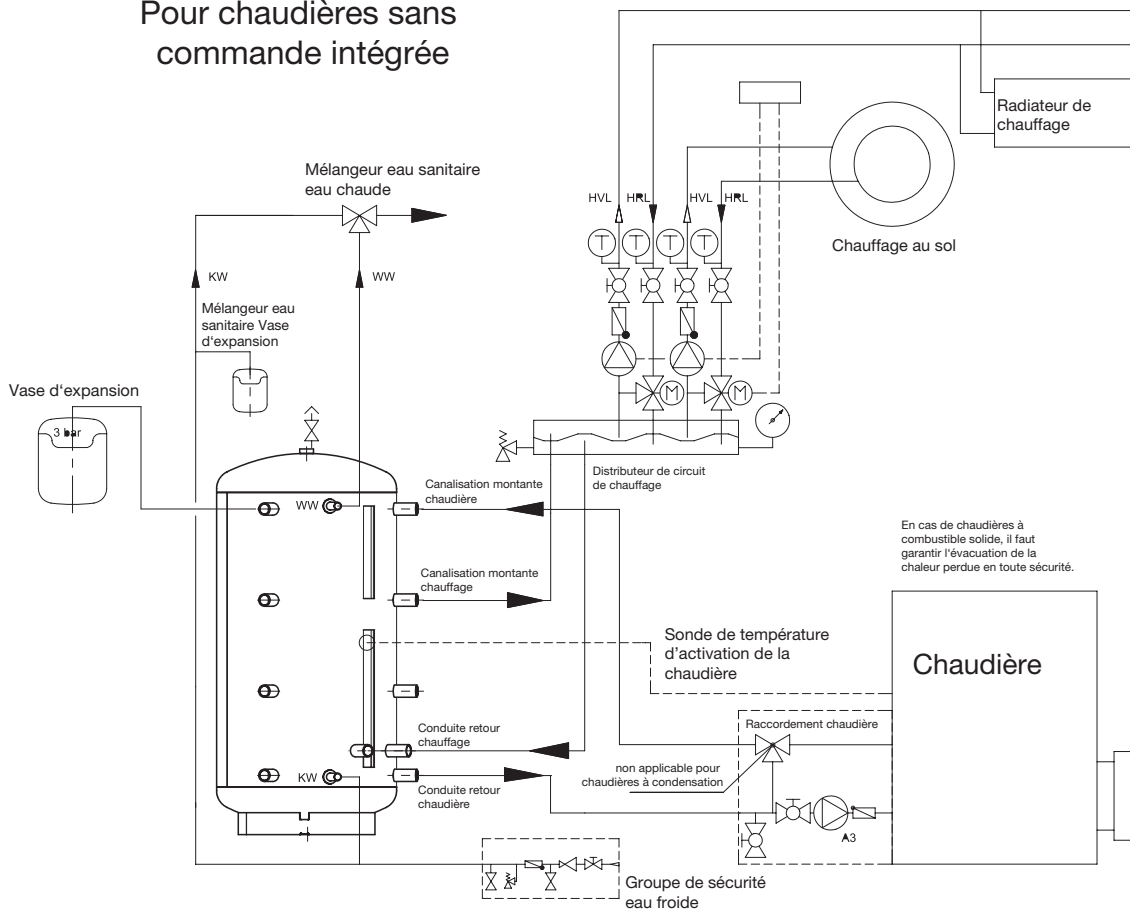 Pour chaudières sans
commande intégrée
Radiateur de
chauffage
Mélangeur eau sanitaire
eau chaude
HVL
HRL
HVL
HRL
T
T
T
T
Chauffage au sol
KW
WW
Mélangeur eau
sanitaire Vase
d'expansion
Vase d'expansion
3 bar
M
M
Distributeur de circuit
de chauffage
Canalisation montante
chaudière
WW
En cas de chaudières à
combustible solide, il faut
garantir l'évacuation de la
chaleur perdue en toute sécurité.
Canalisation montante
chauffage
Sonde de température
d'activation de la
chaudière
Chaudière
Raccordement chaudière
Conduite retour
chauffage
non applicable pour
chaudières à condensation
KW
Conduite retour
chaudière
A3
Groupe de sécurité
eau froide